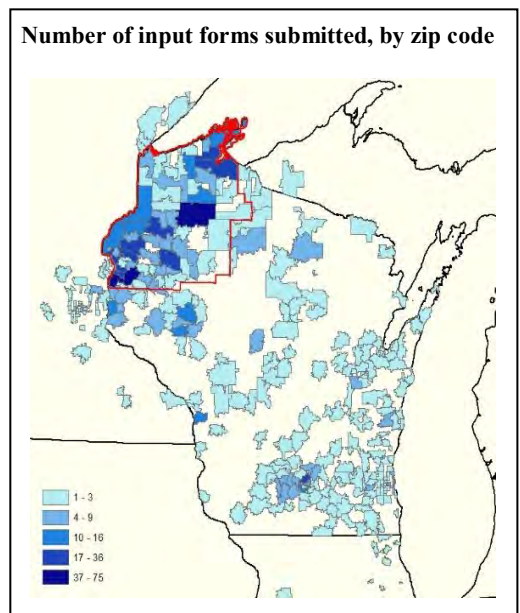 Number of input forms submitted, by zip code
1 - 3
4 - 9
10 - 16
17 - 36
37 - 75